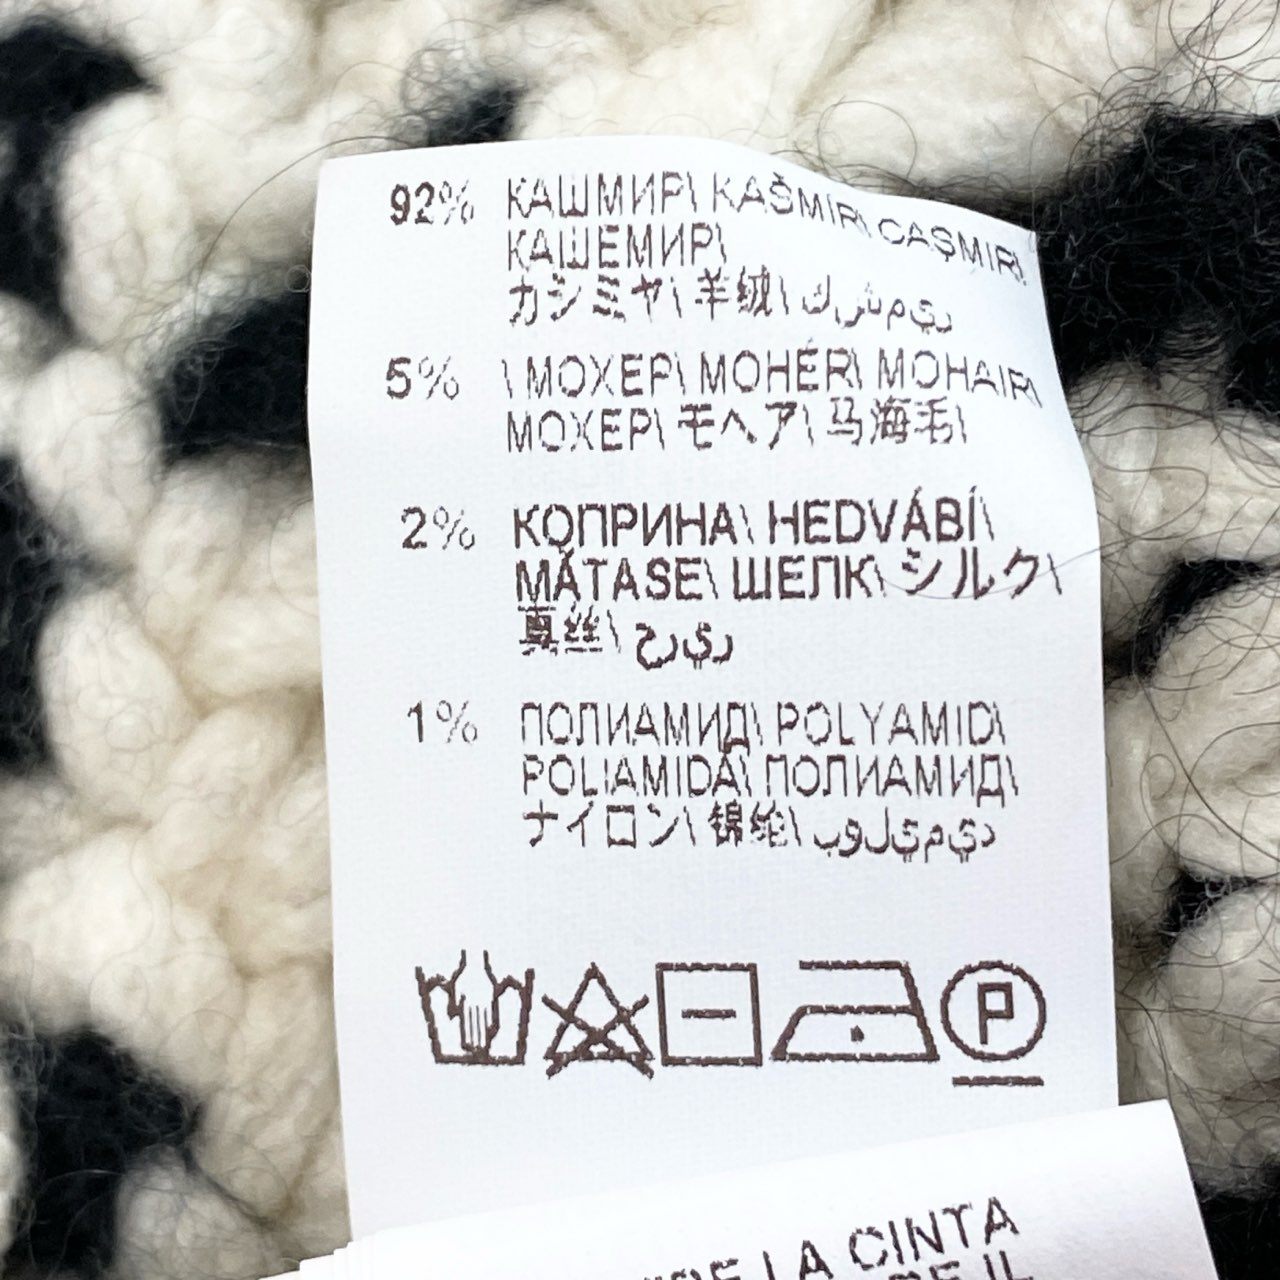 92% КАШМИР\ KAŠMIR\ CAŞMIR\
КАШЕМИР\
カシミヤ\ 羊绒\ ك ر ش م ي ر
5% \ МОХЕР\ MOHÉR\ MOHAIR\
МОХЕР\ モヘア\ 马海毛\
2% КОПРИНА\ HEDVÁBÍ\
MĂTASE\ ШЕЛК\ シルク\
真丝\ ح ر ي ر
1% ПОЛИАМИД\ POLYAMID\
POLIAMIDĂ\ ПОЛИАМИД\
ナイロン\ 锦纶\ ب و ل ي م ي د
P
LA CINTA
IL